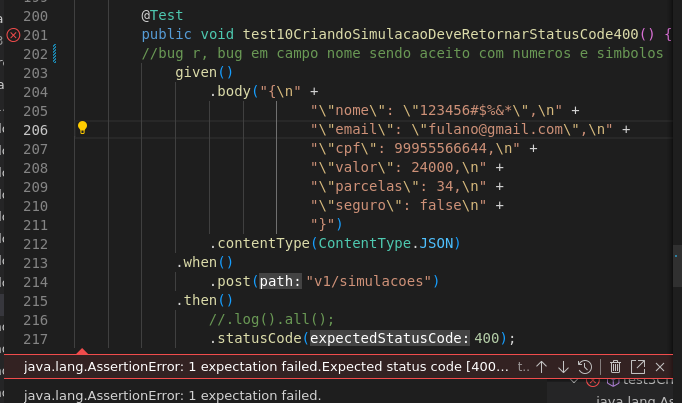 200 @Test
201 public void test10CriandoSimulacaoDeveRetornarStatusCode400() {
202 //bug r, bug em campo nome sendo aceito com numeros e simbolos
203 given()
204 .body("{\n" +
205 "\"nome\": \"123456#$%&*\",\n" +
206 "\"email\": \"fulano@gmail.com\",\n" +
207 "\"cpf\": 99955566644,\n" +
208 "\"valor\": 24000,\n" +
209 "\"parcelas\": 34,\n" +
210 "\"seguro\": false\n" +
211 "}")
212 .contentType(ContentType.JSON)
213 .when()
214 .post(path:"v1/simulacoes")
215 .then()
216 //.log().all();
217 .statusCode(expectedStatusCode:400);
java.lang.AssertionError: 1 expectation failed.Expected status code [400... t...
java.lang.AssertionError: 1 expectation failed.